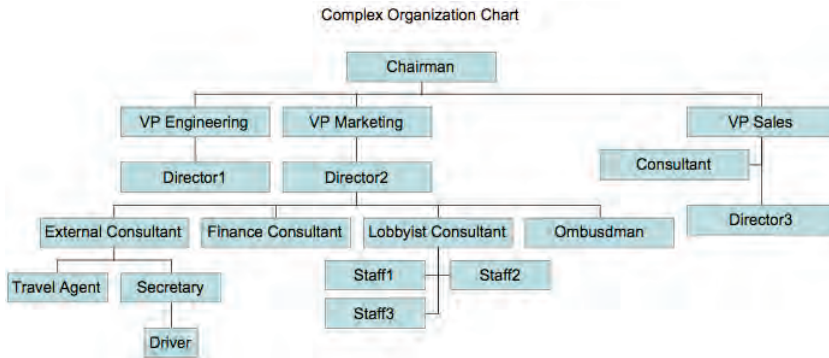 Complex Organization Chart
Chairman
VP Engineering
VP Marketing
VP Sales
Consultant
Director1
Director2
Director3
External Consultant
Finance Consultant
Lobbyist Consultant
Ombusdman
Travel Agent
Secretary
Staff1
Staff2
Staff3
Driver